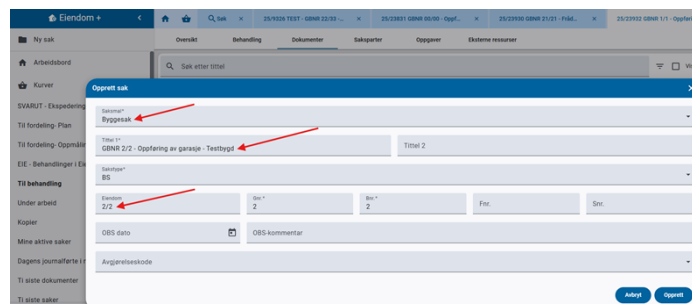 Eiendom +
Søk
25/9326 TEST - GBNR 22/33 -...
25/23831 GBNR 00/00 - Oppf...
25/23930 GBNR 21/21 - Fråd...
25/23932 GBNR 1/1 - Oppføri
Ny sak
Oversikt Behandling Dokumenter Saksparter Oppgaver Eksterne ressurser
Arbeidsbord
Søk etter tittel
Vi
Kurver
Opprett sak
SVARUT - Ekspedering
Saksmal*
Byggesak
Til fordeling- Plan
Tittel 1*
GBNR 2/2 - Oppføring av garasje - Testbygd
Tittel 2
Til fordeling- Oppmålin
EIE - Behandlinger i Eie
Sakstype*
BS
Til behandling
Under arbeid
Eiendom
2/2
Gnr.*
2
Bnr.*
2
Fnr.
Snr.
Kopier
OBS dato
OBS-kommentar
Mine aktive saker
Dagens journalførte i r
Avgjørelseskode
Ti siste dokumenter
Ti siste saker
Avbryt Opprett